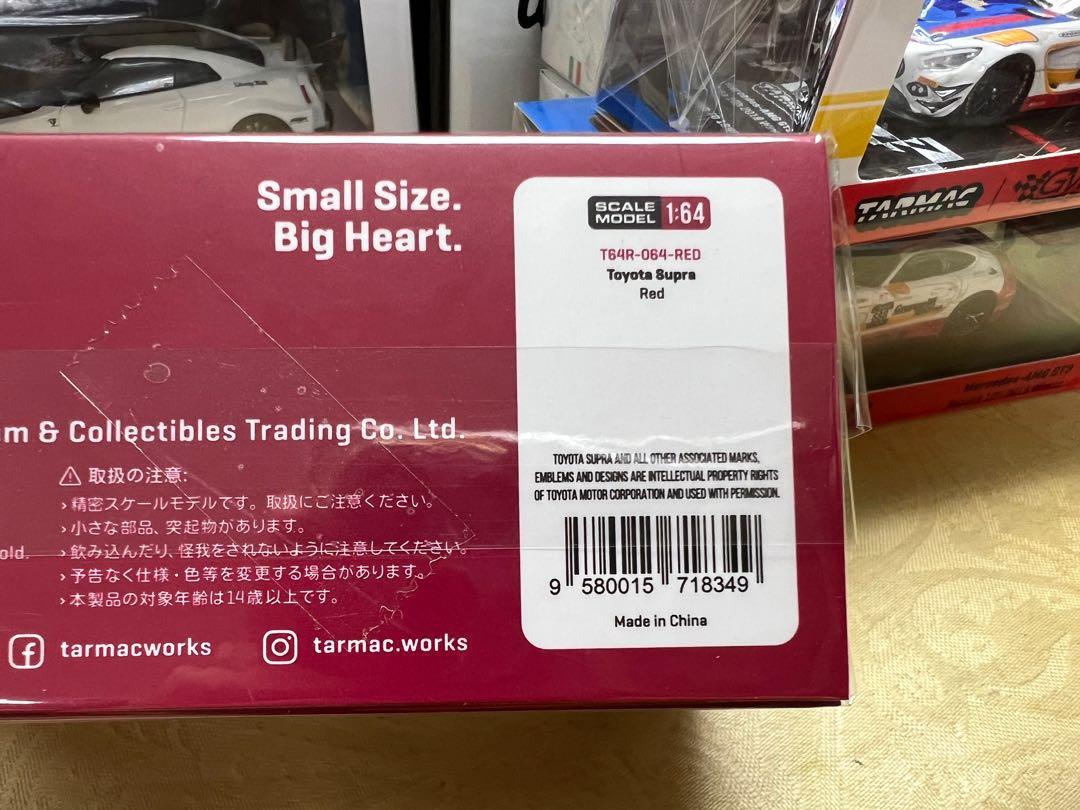 Small Size.
Big Heart.
SCALE
MODEL 1:64
T64R-064-RED
Toyota Supra
Red
& Collectibles Trading Co. Ltd.
取扱の注意:
›精密スケールモデルです。取扱にご注意ください。
›小さな部品、突起物があります。
›飲み込んだり、怪我をされないように注意してください。
›予告なく仕様・色等を変更する場合があります。
›本製品の対象年齢は14歳以上です。
tarmacworks
tarmac.works
TOYOTA SUPRA AND ALL OTHER ASSOCIATED MARKS,
EMBLEMS AND DESIGNS ARE INTELLECTUAL PROPERTY RIGHTS
OF TOYOTA MOTOR CORPORATION AND USED WITH PERMISSION.
9 580015 718349
Made in China
TARMAC
Mercedes-AMG GT3